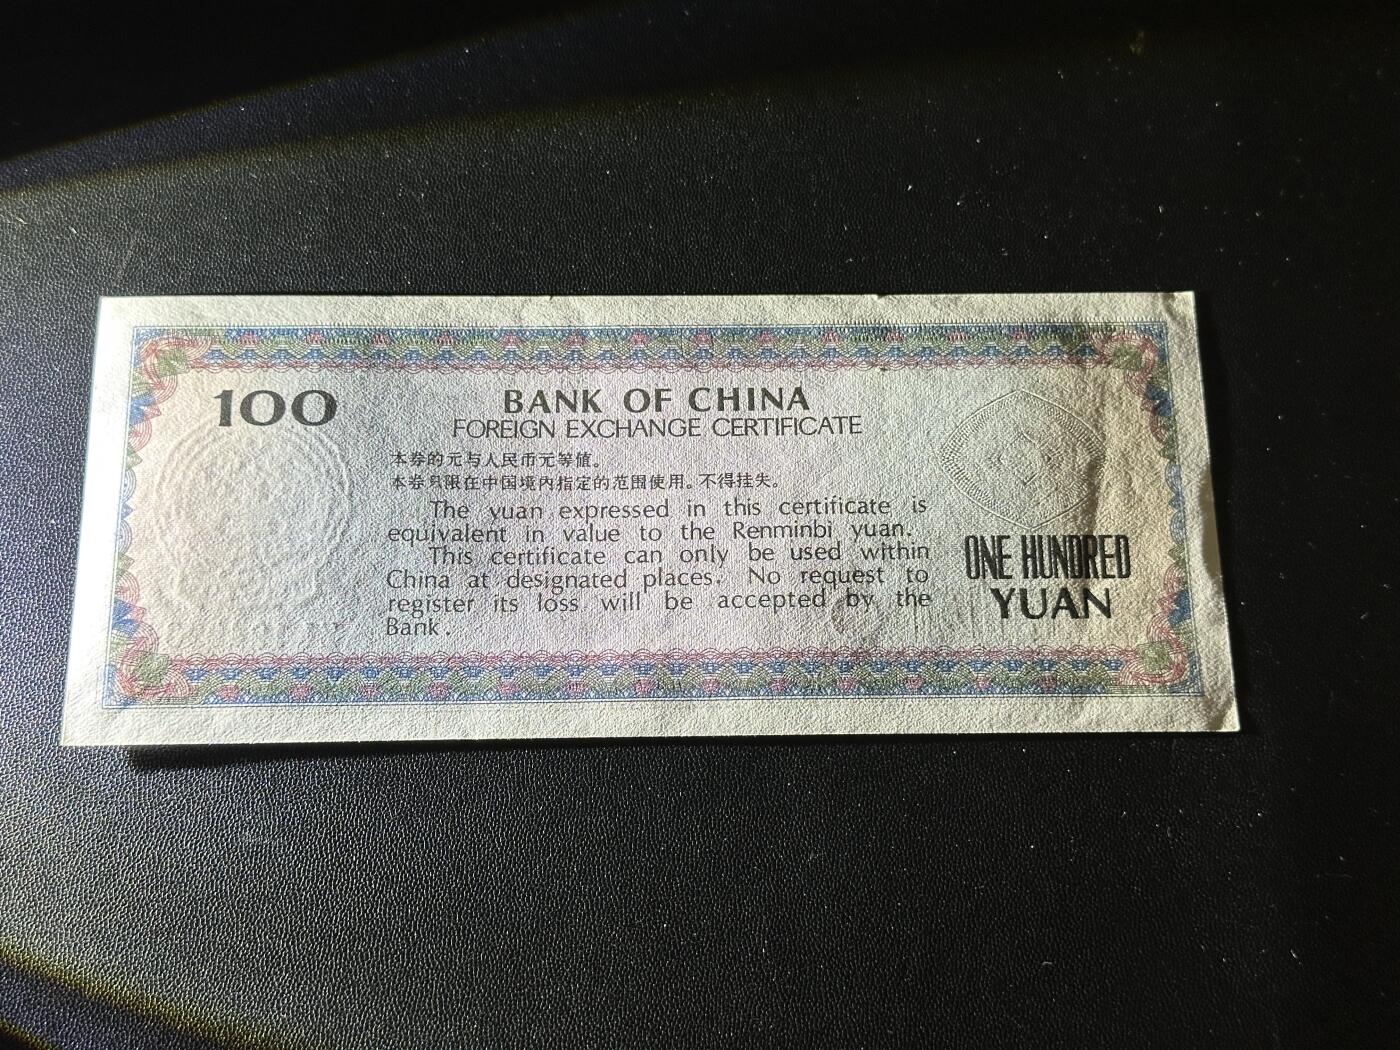 100
BANK OF CHINA
FOREIGN EXCHANGE CERTIFICATE
本券的元与人民币元等值。
本券只限在中国境内指定的范围使用。不得挂失。
The yuan expressed in this certificate is
equivalent in value to the Renminbi yuan.
This certificate can only be used within
China at designated places. No request to
register its loss will be accepted by the
Bank.
ONE HUNDRED
YUAN